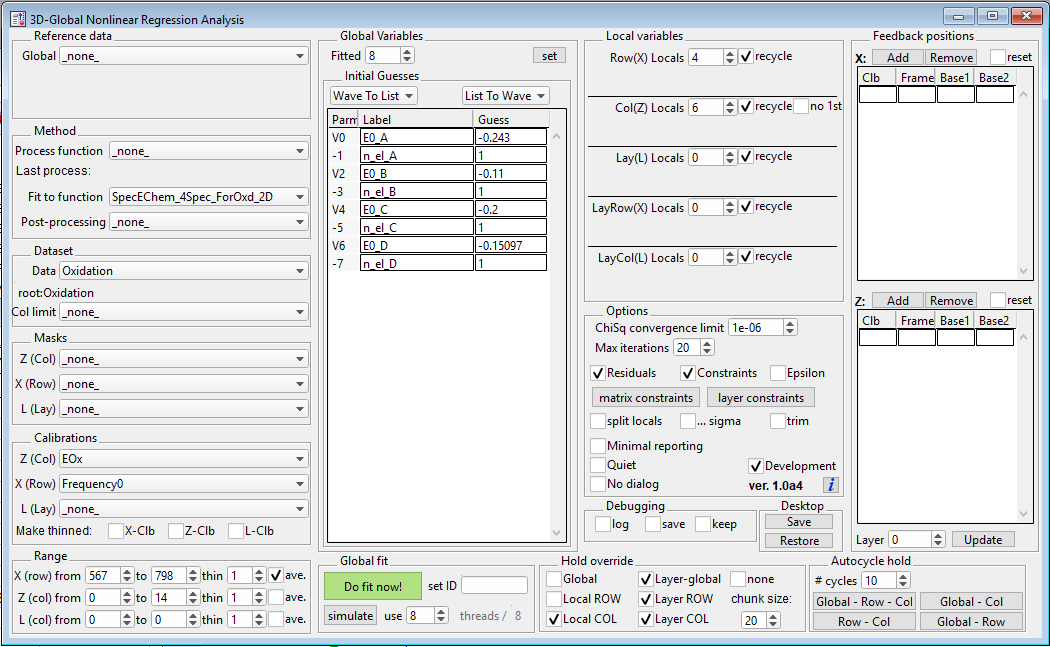 3D-Global Nonlinear Regression Analysis
Reference data
Global _none_
Method
Process function _none_
Last process:
Fit to function SpecEChem_4Spec_ForOxd_2D
Post-processing _none_
Dataset
Data Oxidation
root:Oxidation
Col limit _none_
Masks
Z (Col) _none_
X (Row) _none_
L (Lay) _none_
Calibrations
Z (Col) EOx
X (Row) Frequency0
L (Lay) _none_
Make thinned: X-Clb Z-Clb L-Clb
Range
X (row) from 567 to 798 thin 1 ave.
Z (col) from 0 to 14 thin 1 ave.
L (col) from 0 to 0 thin 1 ave.
Global Variables
Fitted 8 set
Initial Guesses
Wave To List List To Wave
Parm Label Guess
V0 E0_A -0.243
-1 n_el_A 1
V2 E0_B -0.11
-3 n_el_B 1
V4 E0_C -0.2
-5 n_el_C 1
V6 E0_D -0.15097
-7 n_el_D 1
Global fit
Do fit now! set ID
simulate use 8 threads / 8
Local variables
Row(X) Locals 4 recycle
Col(Z) Locals 6 recycle no 1st
Lay(L) Locals 0 recycle
LayRow(X) Locals 0 recycle
LayCol(L) Locals 0 recycle
Options
ChiSq convergence limit 1e-06
Max iterations 20
Residuals Constraints Epsilon
matrix constraints layer constraints
split locals ... sigma trim
Minimal reporting
Quiet Development
No dialog ver. 1.0a4 i
Debugging
log save keep
Desktop
Save
Restore
Hold override
Global Layer-global none
Local ROW Layer ROW chunk size:
Local COL Layer COL 20
Feedback positions
X: Add Remove reset
Clb Frame Base1 Base2
Z: Add Remove reset
Clb Frame Base1 Base2
Layer 0 Update
Autocycle hold
# cycles 10
Global - Row - Col Global - Col
Row - Col Global - Row